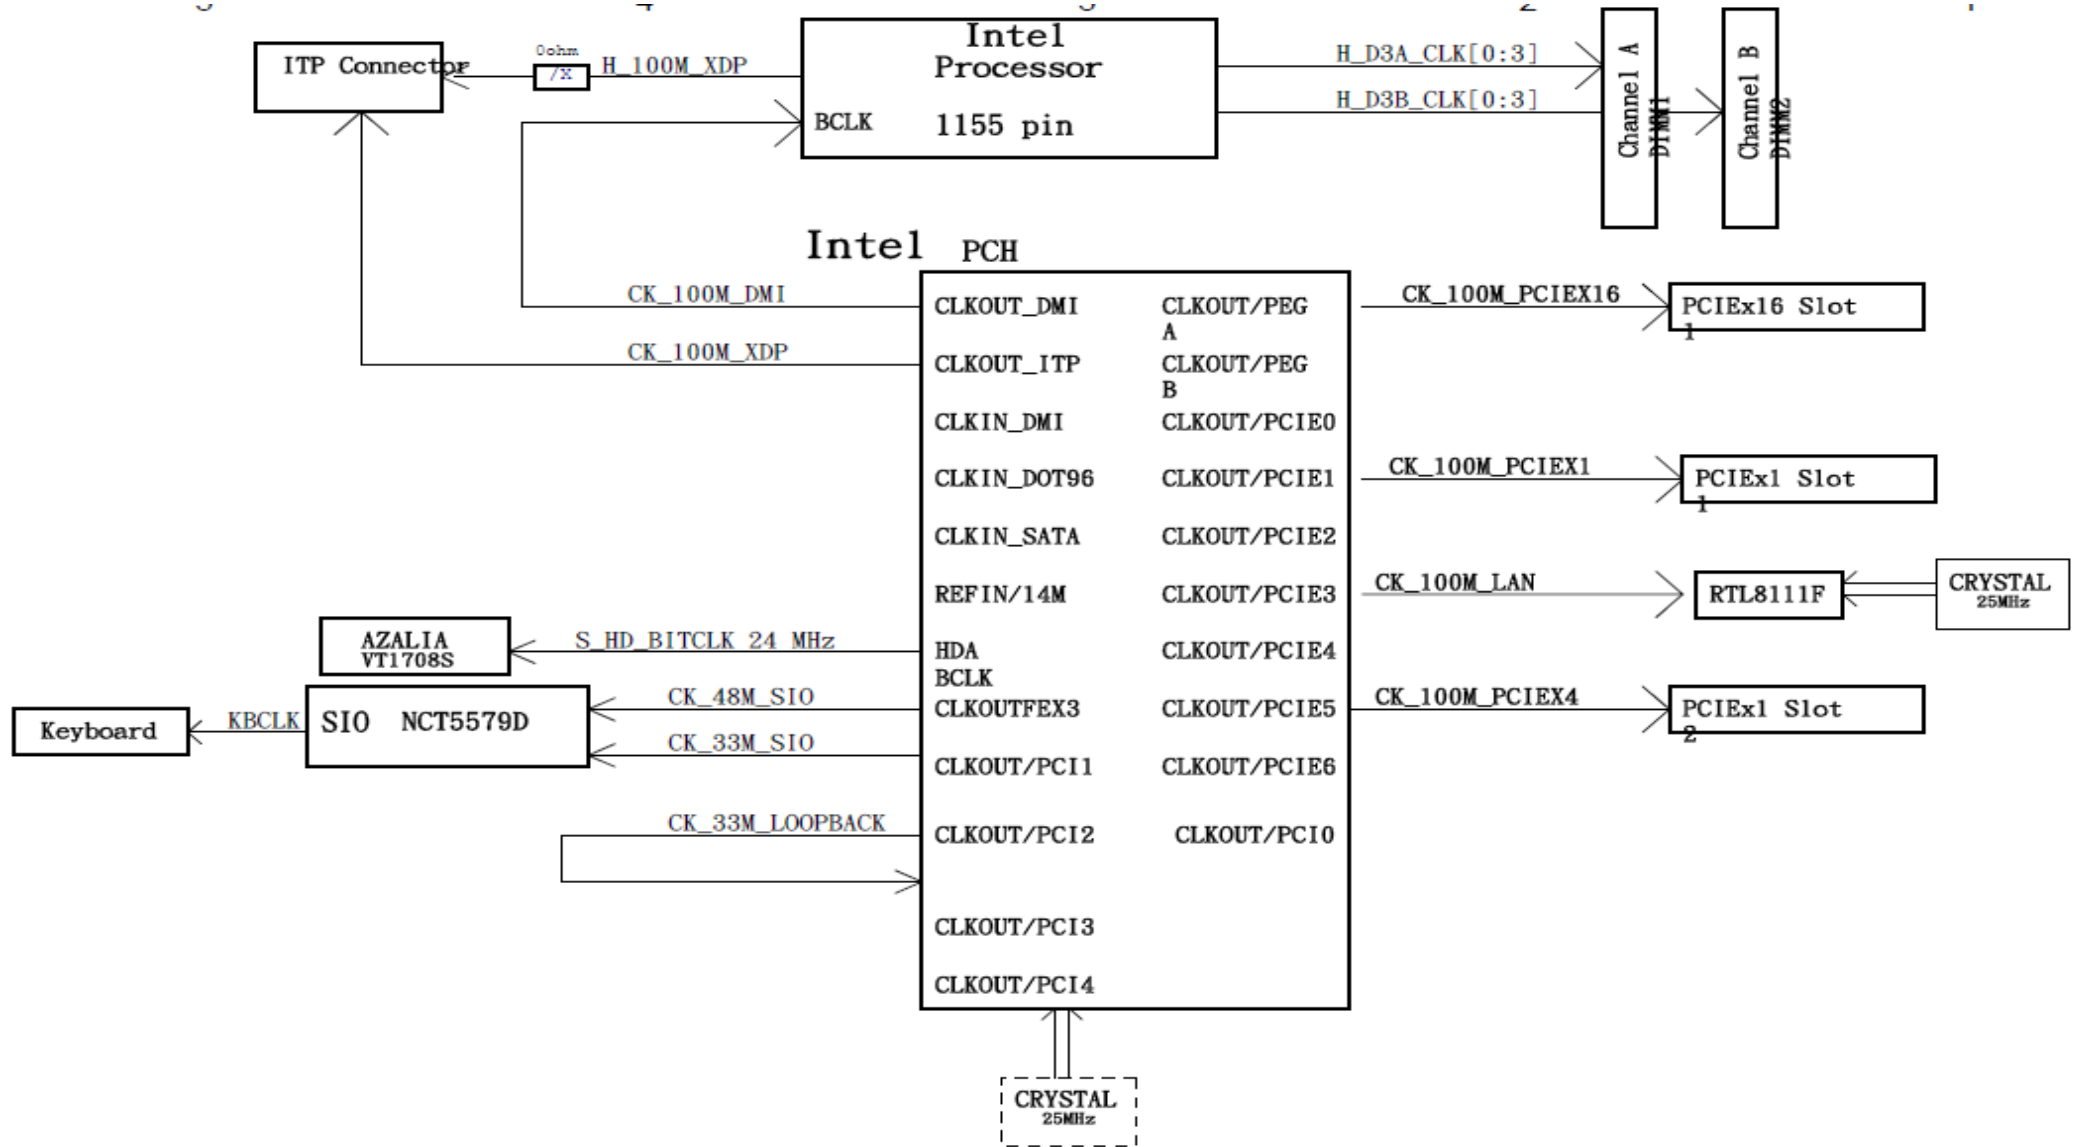 4
2
ITP Connector
0ohm
/X
H_100M_XDP
Intel
Processor
BCLK
1155 pin
H_D3A_CLK[0:3]
H_D3B_CLK[0:3]
Channel A
DIMM1
Channel B
DIMM2
Intel PCH
CK_100M_DMI
CLKOUT_DMI
CLKOUT/PEG
A
CK_100M_PCIEX16
PCIEx16 Slot
1
CK_100M_XDP
CLKOUT_ITP
CLKOUT/PEG
B
CLKIN_DMI
CLKOUT/PCIE0
CLKIN_DOT96
CLKOUT/PCIE1
CK_100M_PCIEX1
PCIEx1 Slot
1
CLKIN_SATA
CLKOUT/PCIE2
REFIN/14M
CLKOUT/PCIE3
CK_100M_LAN
RTL8111F
CRYSTAL
25MHz
AZALIA
VT1708S
S_HD_BITCLK 24 MHz
HDA
BCLK
CLKOUT/PCIE4
Keyboard
KBCLK
SIO NCT5579D
CK_48M_SIO
CLKOUTFEX3
CLKOUT/PCIE5
CK_100M_PCIEX4
PCIEx1 Slot
2
CK_33M_SIO
CLKOUT/PCI1
CLKOUT/PCIE6
CK_33M_LOOPBACK
CLKOUT/PCI2
CLKOUT/PCI0
CLKOUT/PCI3
CLKOUT/PCI4
CRYSTAL
25MHz